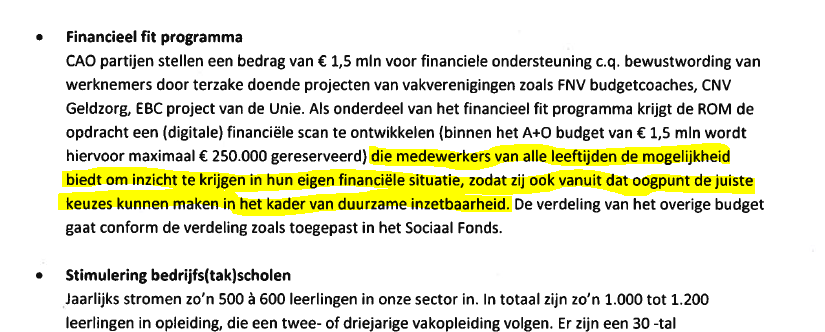 • Financieel fit programma
CAO partijen stellen een bedrag van € 1,5 mln voor financiele ondersteuning c.q. bewustwording van
werknemers door terzake doende projecten van vakverenigingen zoals FNV budgetcoaches, CNV
Geldzorg, EBC project van de Unie. Als onderdeel van het financieel fit programma krijgt de ROM de
opdracht een (digitale) financiële scan te ontwikkelen (binnen het A+O budget van € 1,5 mln wordt
hiervoor maximaal € 250.000 gereserveerd) die medewerkers van alle leeftijden de mogelijkheid
biedt om inzicht te krijgen in hun eigen financiële situatie, zodat zij ook vanuit dat oogpunt de juiste
keuzes kunnen maken in het kader van duurzame inzetbaarheid. De verdeling van het overige budget
gaat conform de verdeling zoals toegepast in het Sociaal Fonds.
• Stimulering bedrijfs(tak)scholen
Jaarlijks stromen zo'n 500 à 600 leerlingen in onze sector in. In totaal zijn zo'n 1.000 tot 1.200
leerlingen in opleiding, die een twee- of driejarige vakopleiding volgen. Er zijn een 30 -tal